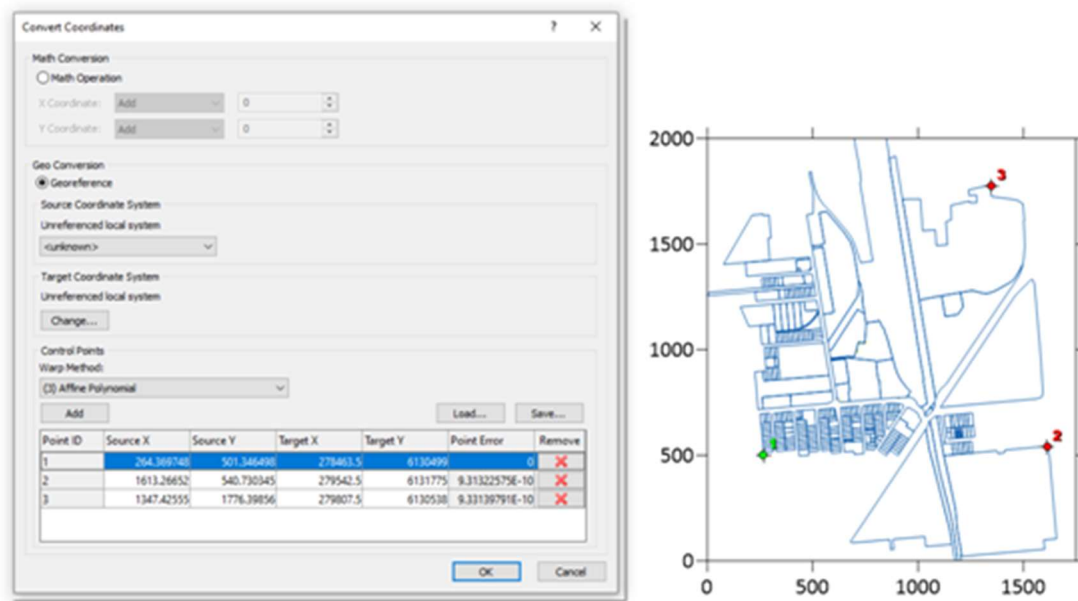 Convert Coordinates
? ×
Math Conversion
Math Operation
X Coordinate: Add 0
Y Coordinate: Add 0
Geo Conversion
Georeference
Source Coordinate System
Unreferenced local system
<unknown>
Target Coordinate System
Unreferenced local system
Change...
Control Points
Warp Method:
(3) Affine Polynomial
Add Load... Save...
Point ID Source X Source Y Target X Target Y Point Error Remove
1 264.369748 501.346498 278463.5 6130499 0
2 1613.26652 540.730345 279542.5 6131775 9.31322575E-10
3 1347.42555 1776.39856 279807.5 6130538 9.33139791E-10
OK Cancel
2000
3
1500
1000
1
2
500
0
0 500 1000 1500